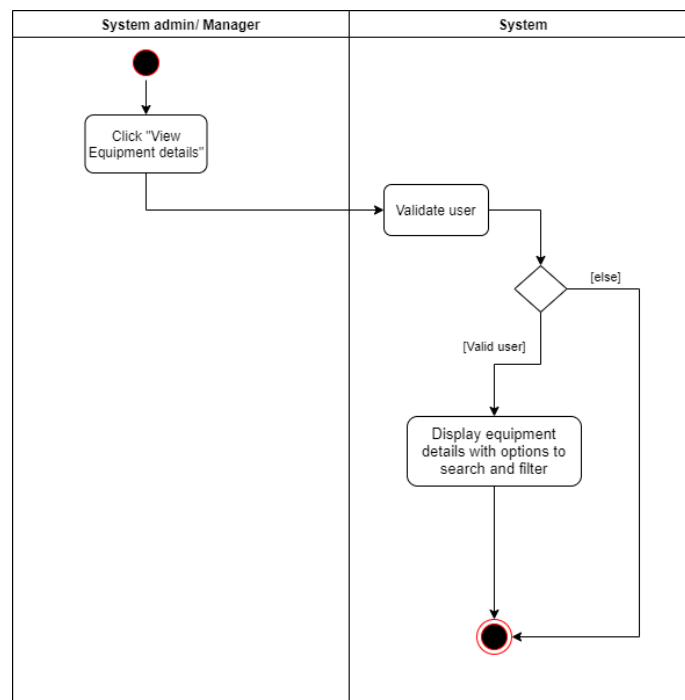 System admin/ Manager
System
Click "View
Equipment details"
Validate user
[else]
[Valid user]
Display equipment
details with options to
search and filter